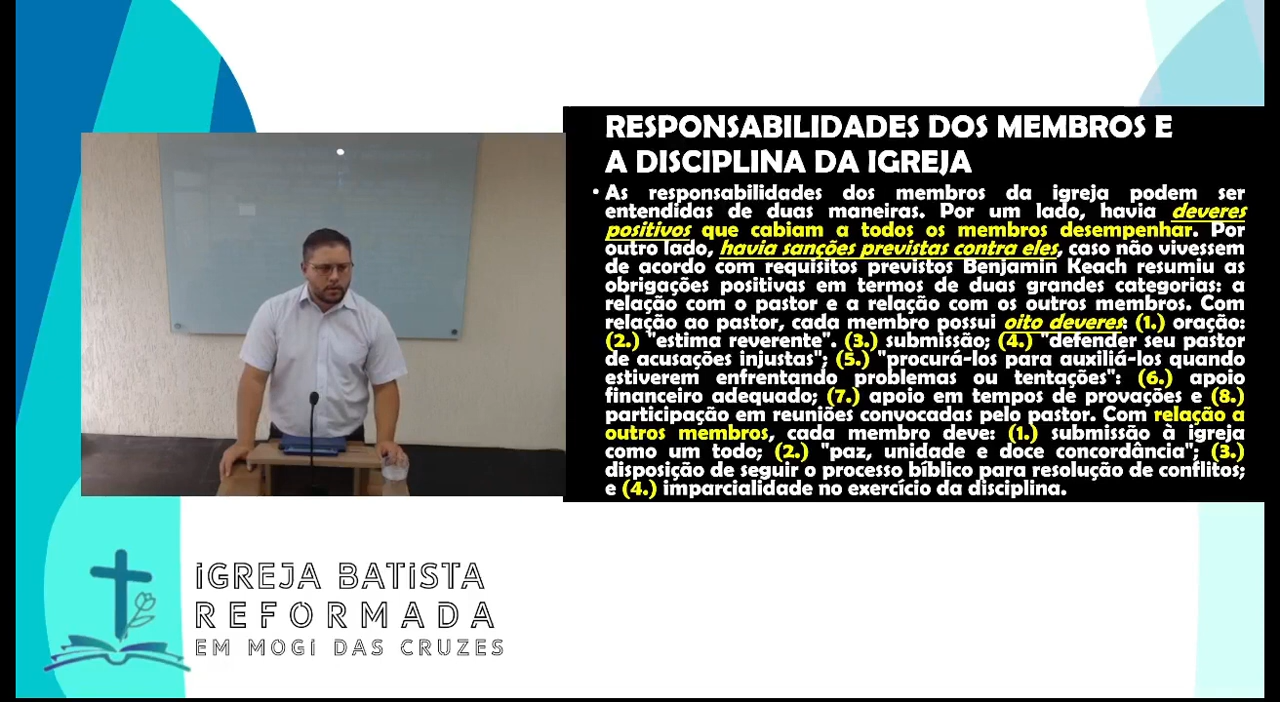 RESPONSABILIDADES DOS MEMBROS E
A DISCIPLINA DA IGREJA
• As responsabilidades dos membros da igreja podem ser
entendidas de duas maneiras. Por um lado, havia deveres
positivos que cabiam a todos os membros desempenhar. Por
outro lado, havia sanções previstas contra eles, caso não vivessem
de acordo com requisitos previstos Benjamin Keach resumiu as
obrigações positivas em termos de duas grandes categorias: a
relação com o pastor e a relação com os outros membros. Com
relação ao pastor, cada membro possui oito deveres: (1.) oração:
(2.) "estima reverente". (3.) submissão; (4.) "defender seu pastor
de acusações injustas"; (5.) "procurá-los para auxiliá-los quando
estiverem enfrentando problemas ou tentações": (6.) apoio
financeiro adequado; (7.) apoio em tempos de provações e (8.)
participação em reuniões convocadas pelo pastor. Com relação a
outros membros, cada membro deve: (1.) submissão à igreja
como um todo; (2.) "paz, unidade e doce concordância"; (3.)
disposição de seguir o processo bíblico para resolução de conflitos;
e (4.) imparcialidade no exercício da disciplina.
IGREJA BATISTA
REFORMADA
EM MOGI DAS CRUZES